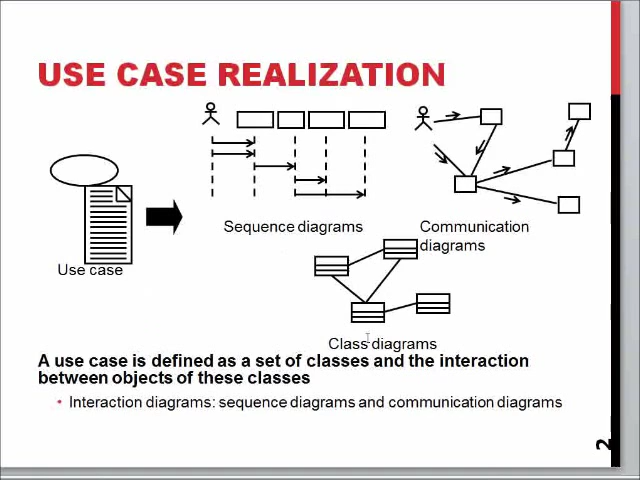 USE CASE REALIZATION
Sequence diagrams
Communication
diagrams
Use case
Class diagrams
A use case is defined as a set of classes and the interaction
between objects of these classes
• Interaction diagrams: sequence diagrams and communication diagrams
2